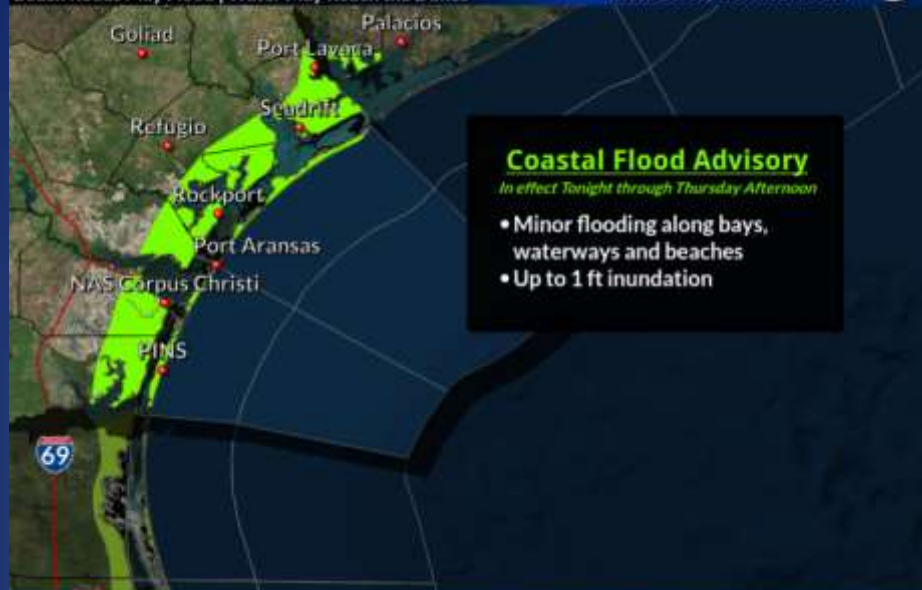 Palacios
Goliad
Port Lavaca
Seadrift
Refugio
Coastal Flood Advisory
In effect Tonight through Thursday Afternoon
Rockport
• Minor flooding along bays,
waterways and beaches
Port Aransas
• Up to 1 ft inundation
NAS Corpus Christi
PINS
69